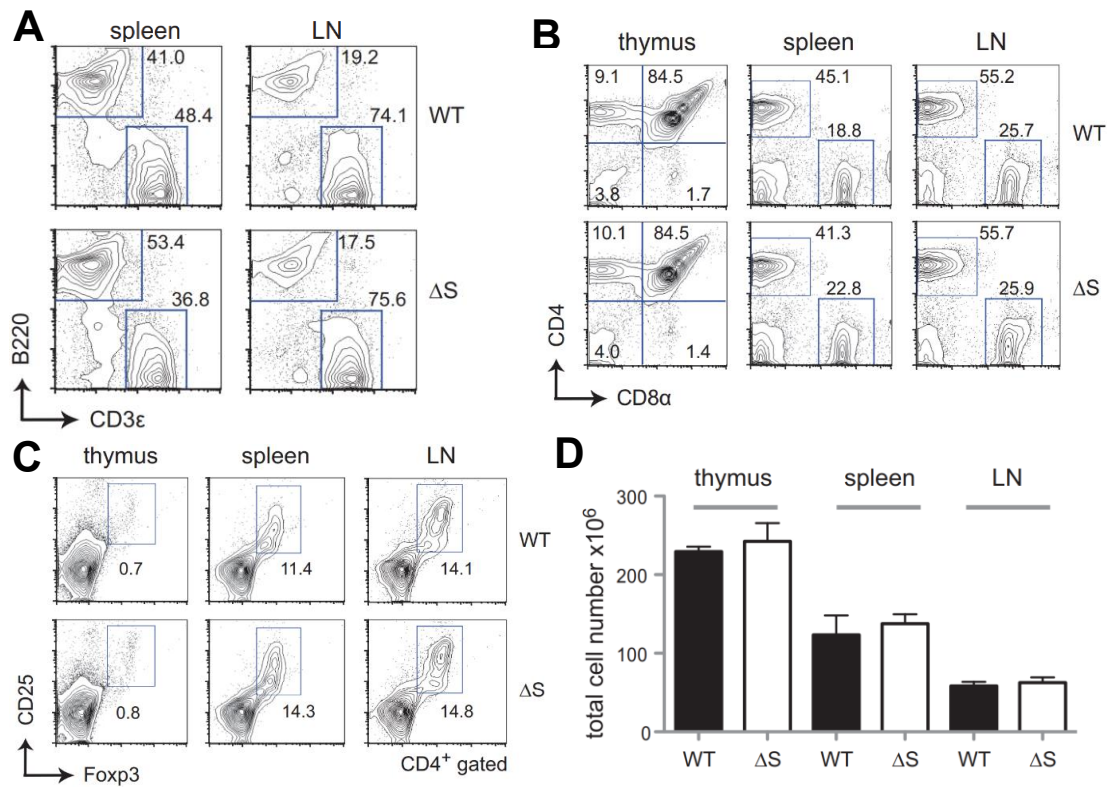 A
spleen LN
41.0 19.2
48.4 74.1
WT
53.4 17.5
36.8 75.6
ΔS
B220
CD3ε
B
thymus spleen LN
9.1 84.5 45.1 55.2
18.8 25.7
WT
3.8 1.7
10.1 84.5 41.3 55.7
22.8 25.9
ΔS
4.0 1.4
CD4
CD8α
C
thymus spleen LN
WT
0.7 11.4 14.1
ΔS
0.8 14.3 14.8
CD25
Foxp3
CD4⁺ gated
D
thymus spleen LN
total cell number x10⁶
300
200
100
0
WT ΔS WT ΔS WT ΔS